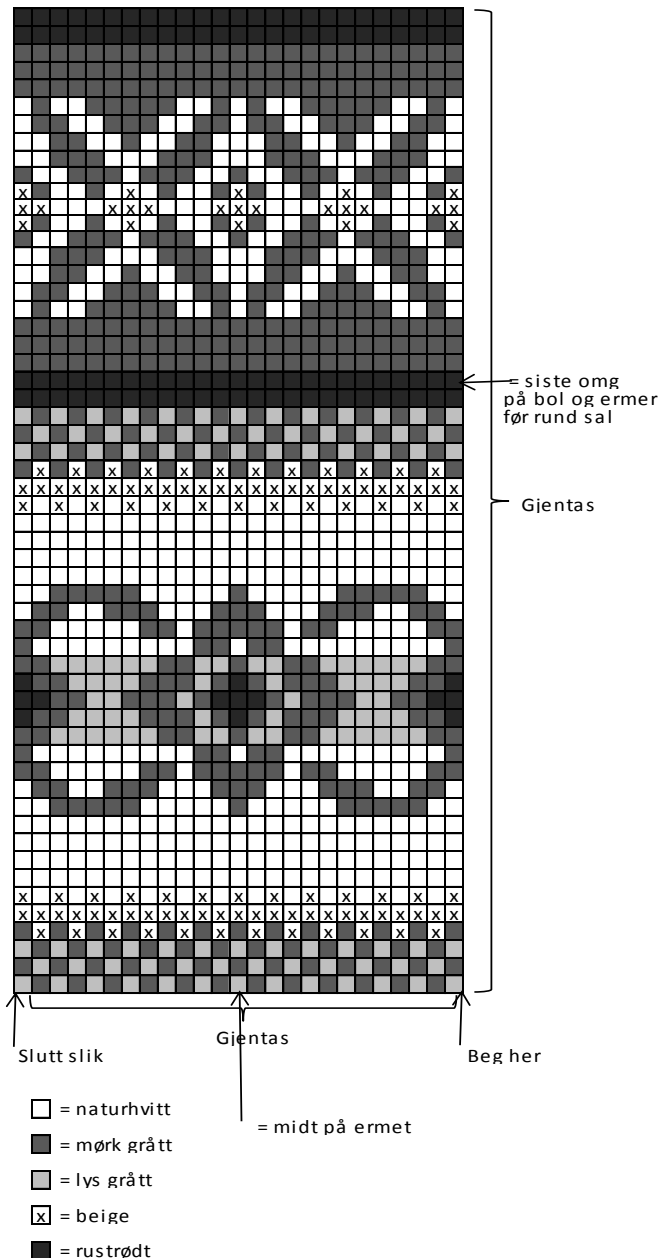 = siste omg
på bol og ermer
før rund sal
Gjentas
Gjentas
Slutt slik
Beg her
= midt på ermet
= naturhvitt
= mørk grått
= lys grått
x = beige
= rustrødt